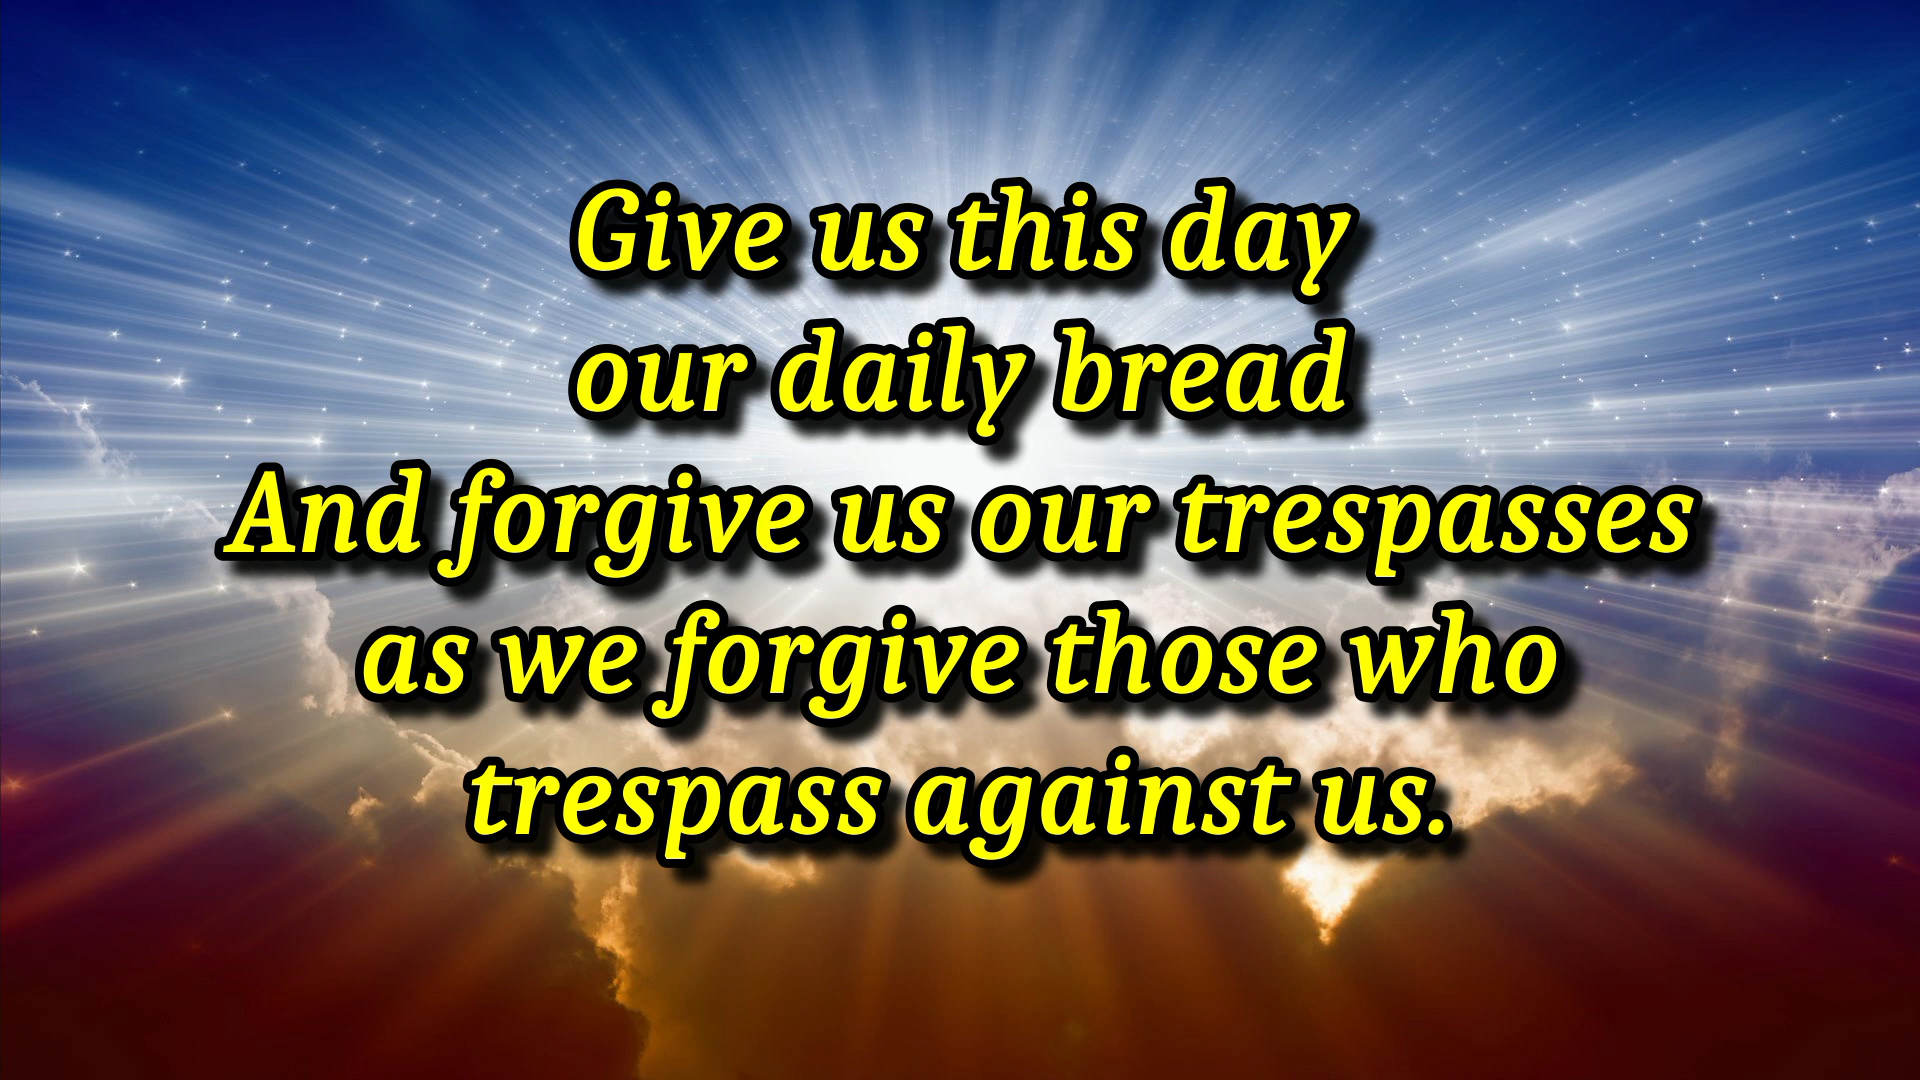 Give us this day
our daily bread
And forgive us our trespasses
as we forgive those who
trespass against us.